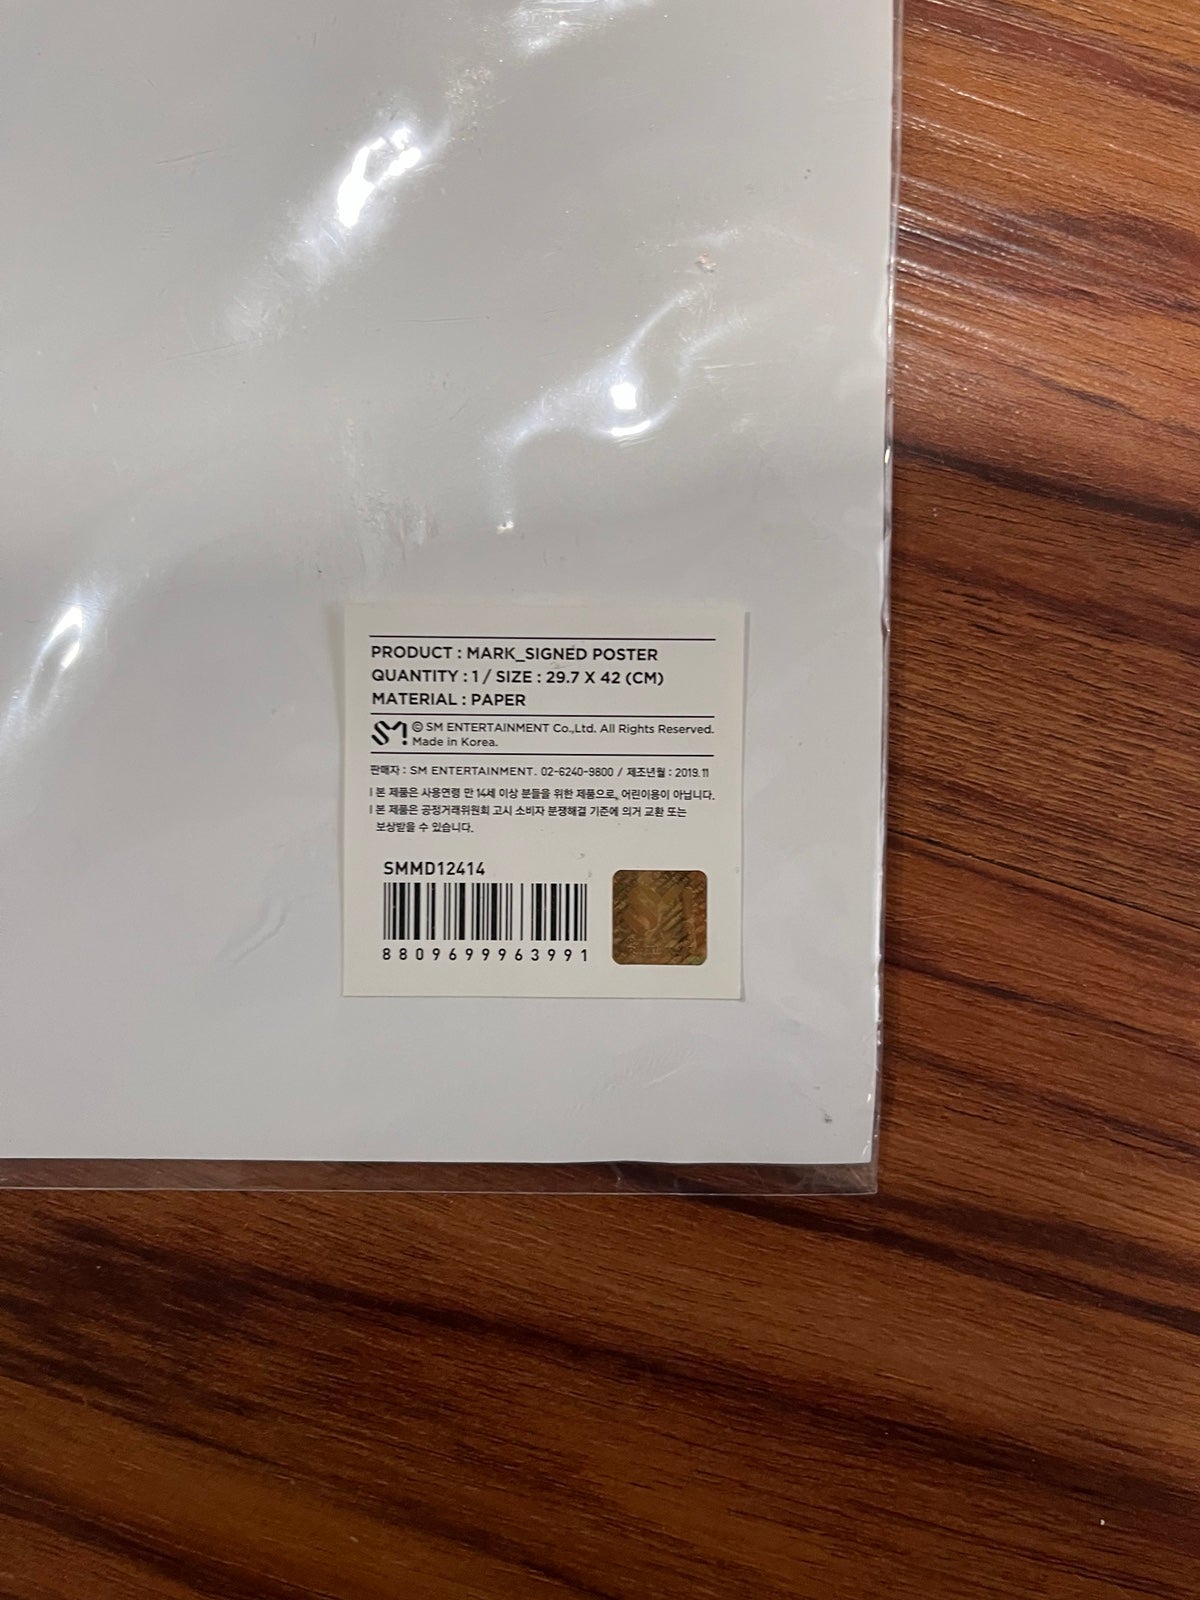 PRODUCT : MARK_SIGNED POSTER
QUANTITY : 1 / SIZE : 29.7 X 42 (CM)
MATERIAL : PAPER
SM © SM ENTERTAINMENT Co.,Ltd. All Rights Reserved.
Made in Korea.
판매자 : SM ENTERTAINMENT. 02-6240-9800 / 제조년월 : 2019.11
l 본 제품은 사용연령 만 14세 이상 분들을 위한 제품으로, 어린이용이 아닙니다.
l 본 제품은 공정거래위원회 고시 소비자 분쟁해결 기준에 의거 교환 또는
보상받을 수 있습니다.
SMMD12414
8809699963991